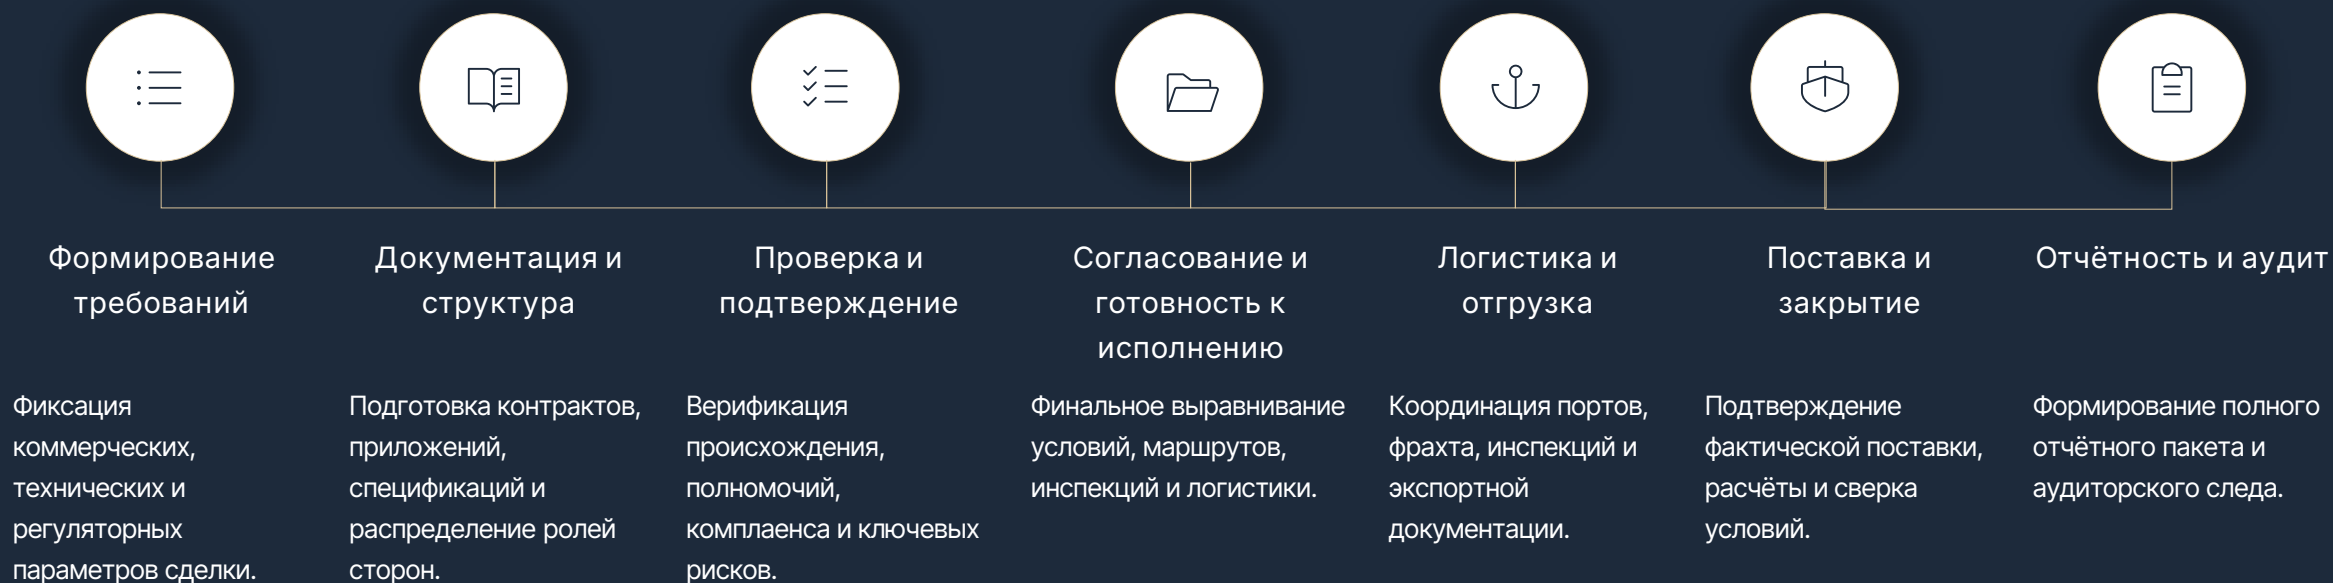 Формирование
требований
Фиксация
коммерческих,
технических и
регуляторных
параметров сделки.
Документация и
структура
Подготовка контрактов,
приложений,
спецификаций и
распределение ролей
сторон.
Проверка и
подтверждение
Верификация
происхождения,
полномочий,
комплаенса и ключевых
рисков.
Согласование и
готовность к
исполнению
Финальное выравнивание
условий, маршрутов,
инспекций и логистики.
Логистика и
отгрузка
Координация портов,
фрахта, инспекций и
экспортной
документации.
Поставка и
закрытие
Подтверждение
фактической поставки,
расчёты и сверка
условий.
Отчётность и аудит
Формирование полного
отчётного пакета и
аудиторского следа.